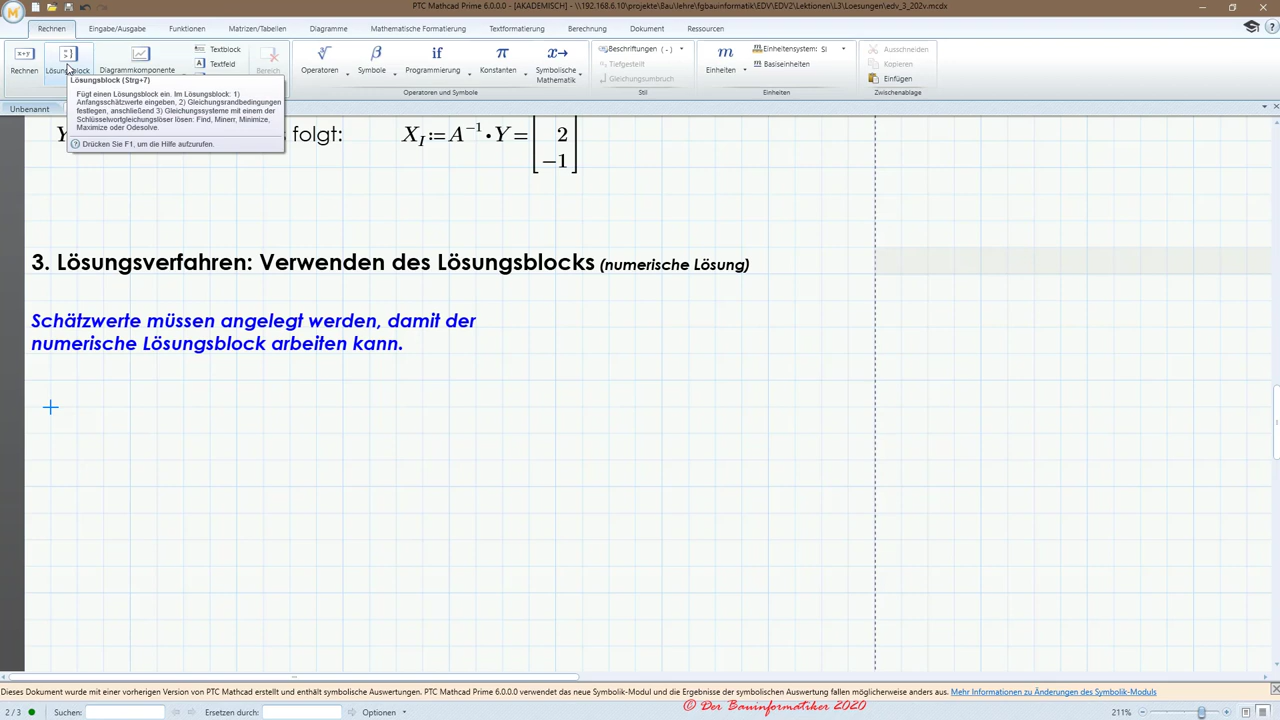 PTC Mathcad Prime 6.0.0.0 - [AKADEMISCH] \\192.168.6.10\projekte\Bau\lehre\fgbauinformatik\EDV\EDV2\Lektionen\L3\Loesungen\edv_3_202v.mcdx
Rechnen Eingabe/Ausgabe Funktionen Matrizen/Tabellen Diagramme Mathematische Formatierung Textformatierung Berechnung Dokument Ressourcen
Rechnen Lösungsblock Diagrammkomponente Textblock Textfeld Bereich
Operatoren Symbole Programmierung Konstanten Symbolische Mathematik
Operatoren und Symbole
Beschriftungen ( - )
Tiefgestellt
Gleichungsumbruch
Stil
Einheiten
Einheitensystem: SI
Basiseinheiten
Einheiten
Ausschneiden
Kopieren
Einfügen
Zwischenablage
Lösungsblock (Strg+7)
Fügt einen Lösungsblock ein. Im Lösungsblock: 1)
Anfangsschätzwerte eingeben, 2) Gleichungsrandbedingungen
festlegen, anschließend 3) Gleichungssysteme mit einem der
Schlüsselwortgleichungslöser lösen: Find, Minerr, Minimize,
Maximize oder Odesolve.
Drücken Sie F1, um die Hilfe aufzurufen.
Unbenannt
Y s folgt: X_I := A⁻¹ • Y = [2 −1]
3. Lösungsverfahren: Verwenden des Lösungsblocks (numerische Lösung)
Schätzwerte müssen angelegt werden, damit der
numerische Lösungsblock arbeiten kann.
Dieses Dokument wurde mit einer vorherigen Version von PTC Mathcad erstellt und enthält symbolische Auswertungen. PTC Mathcad Prime 6.0.0.0 verwendet das neue Symbolik-Modul und die Ergebnisse der symbolischen Auswertung fallen möglicherweise anders aus. Mehr Informationen zu Änderungen des Symbolik-Moduls
2 / 3 Suchen: Ersetzen durch: Optionen 211%
© Der Bauinformatiker 2020